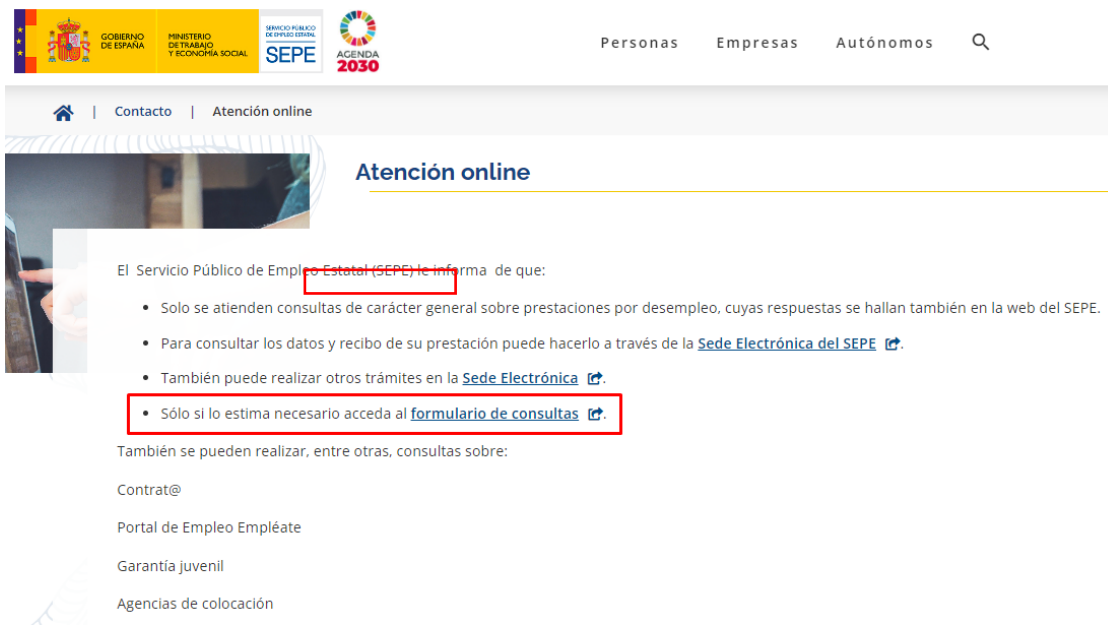 GOBIERNO
DE ESPAÑA
MINISTERIO
DE TRABAJO
Y ECONOMÍA SOCIAL
SERVICIO PÚBLICO
DE EMPLEO ESTATAL
SEPE
AGENDA
2030
Personas Empresas Autónomos
| Contacto | Atención online
Atención online
El Servicio Público de Empleo Estatal (SEPE) le informa de que:
• Solo se atienden consultas de carácter general sobre prestaciones por desempleo, cuyas respuestas se hallan también en la web del SEPE.
• Para consultar los datos y recibo de su prestación puede hacerlo a través de la Sede Electrónica del SEPE .
• También puede realizar otros trámites en la Sede Electrónica .
• Sólo si lo estima necesario acceda al formulario de consultas .
También se pueden realizar, entre otras, consultas sobre:
Contrat@
Portal de Empleo Empléate
Garantía juvenil
Agencias de colocación